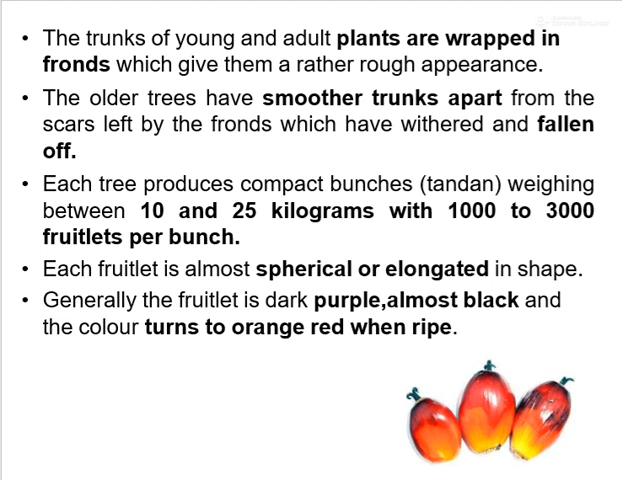 • The trunks of young and adult plants are wrapped in
fronds which give them a rather rough appearance.
• The older trees have smoother trunks apart from the
scars left by the fronds which have withered and fallen
off.
• Each tree produces compact bunches (tandan) weighing
between 10 and 25 kilograms with 1000 to 3000
fruitlets per bunch.
• Each fruitlet is almost spherical or elongated in shape.
• Generally the fruitlet is dark purple,almost black and
the colour turns to orange red when ripe.